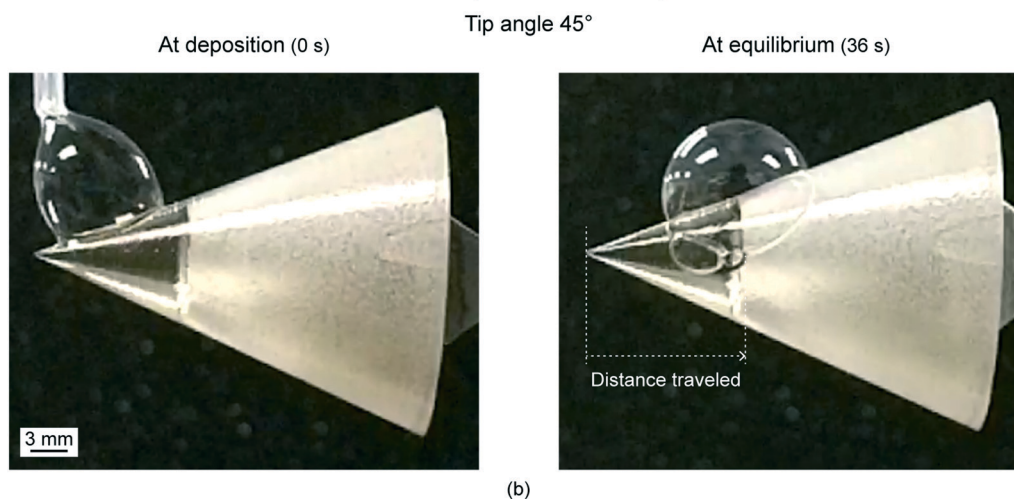 Tip angle 45°
At deposition (0 s)
At equilibrium (36 s)
Distance traveled
3 mm
(b)